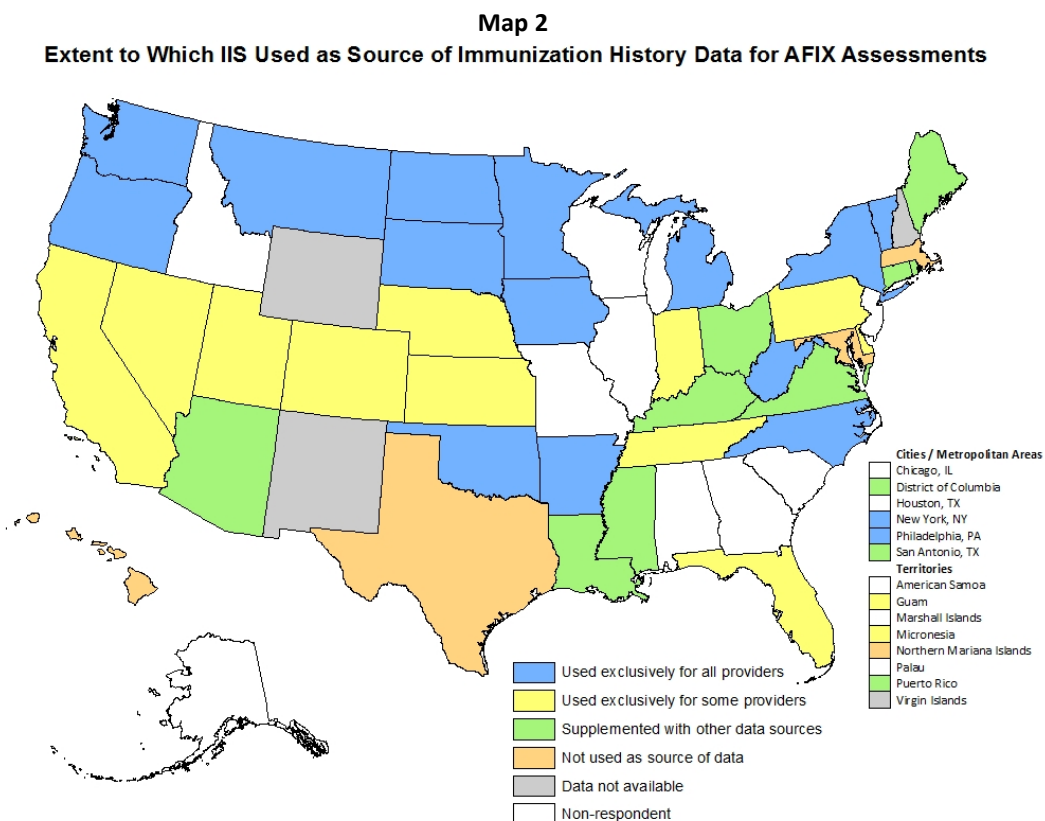 Map 2
Extent to Which IIS Used as Source of Immunization History Data for AFIX Assessments
Cities / Metropolitan Areas
Chicago, IL
District of Columbia
Houston, TX
New York, NY
Philadelphia, PA
San Antonio, TX
Territories
American Samoa
Guam
Marshall Islands
Micronesia
Northern Mariana Islands
Palau
Puerto Rico
Virgin Islands
Used exclusively for all providers
Used exclusively for some providers
Supplemented with other data sources
Not used as source of data
Data not available
Non-respondent